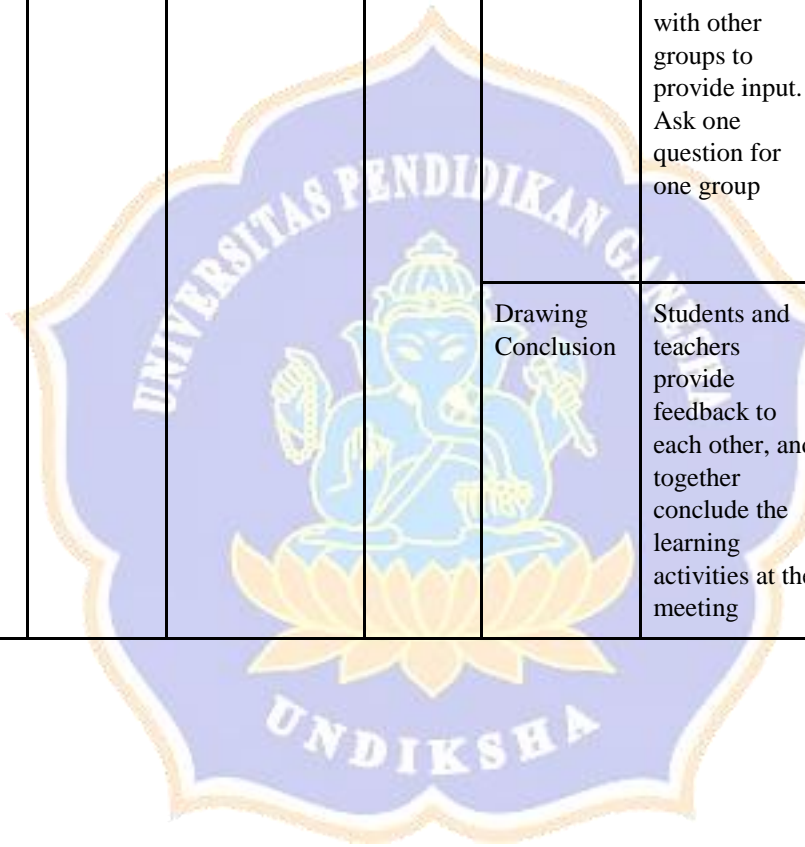 with other
groups to
provide input.
Ask one
question for
one group
Drawing
Conclusion
Students and
teachers
provide
feedback to
each other, and
together
conclude the
learning
activities at the
meeting
UNIVERSITAS PENDIDIKAN GANESHA
UNDIKSHA